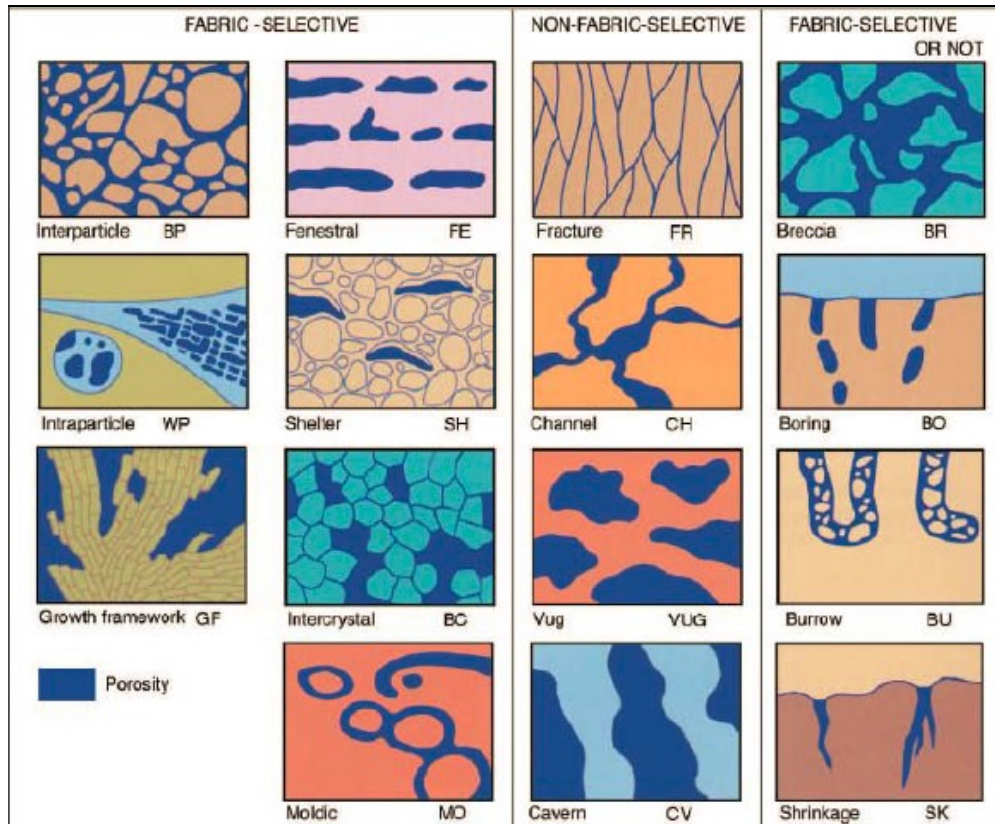 FABRIC - SELECTIVE
NON-FABRIC-SELECTIVE
FABRIC-SELECTIVE
OR NOT
Interparticle BP
Fenestral FE
Fracture FR
Breccia BR
Intraparticle WP
Shelter SH
Channel CH
Boring BO
Growth framework GF
Intercrystal BC
Vug VUG
Burrow BU
Porosity
Moldic MO
Cavern CV
Shrinkage SK